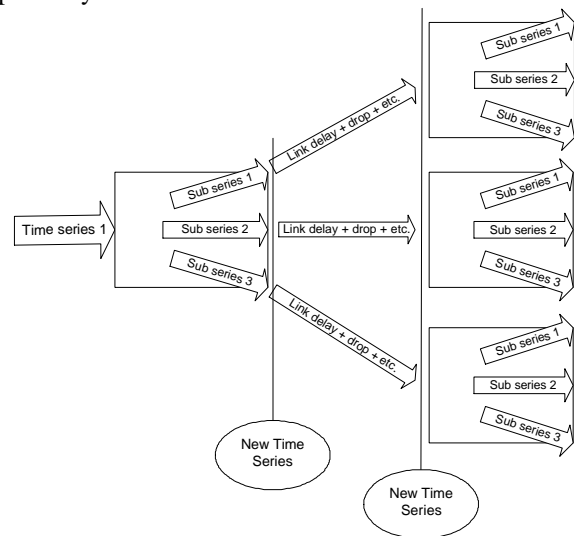 Time series 1
Sub series 1
Sub series 2
Sub series 3
Link delay + drop + etc.
Link delay + drop + etc.
Link delay + drop + etc.
Sub series 1
Sub series 2
Sub series 3
Sub series 1
Sub series 2
Sub series 3
Sub series 1
Sub series 2
Sub series 3
New Time
Series
New Time
Series